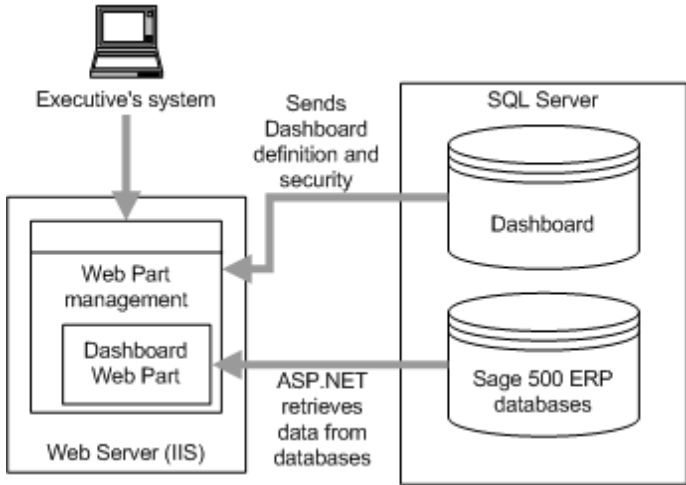 Executive's system
Sends
Dashboard
definition and
security
SQL Server
Dashboard
Web Part
management
Dashboard
Web Part
ASP.NET
retrieves
data from
databases
Sage 500 ERP
databases
Web Server (IIS)